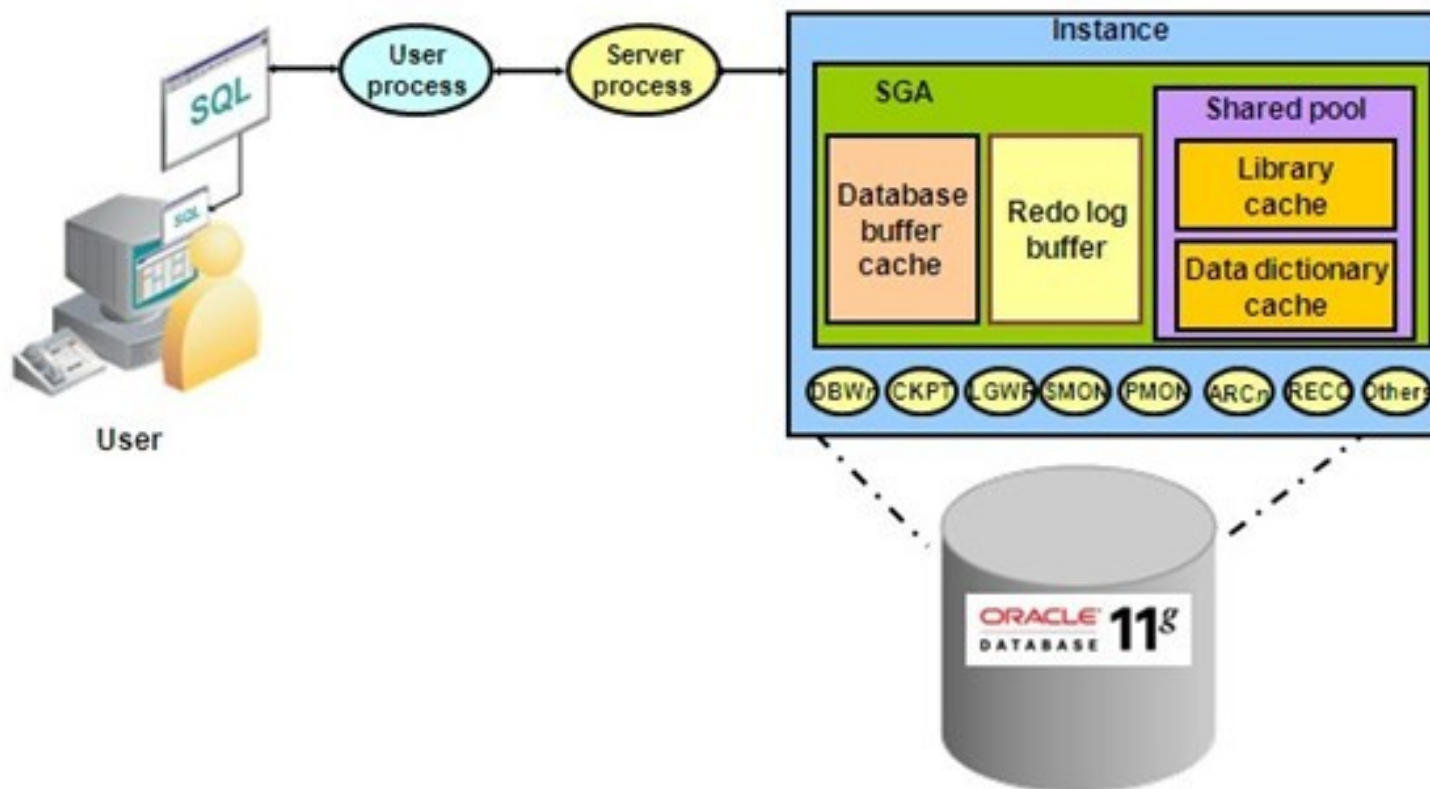 SQL
SQL
User
User
process
Server
process
Instance
SGA
Shared pool
Database
buffer
cache
Redo log
buffer
Library
cache
Data dictionary
cache
DBWn
CKPT
LGWR
SMON
PMON
ARCn
RECO
Others
ORACLE
DATABASE
11g